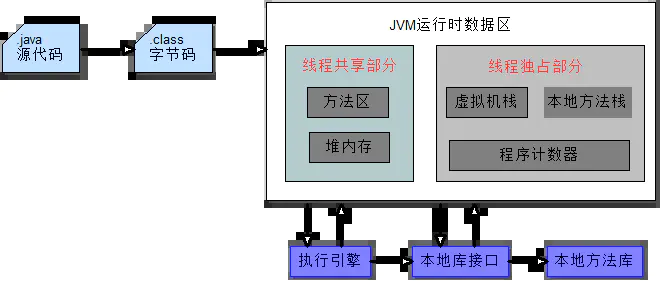 .java
源代码
.class
字节码
JVM运行时数据区
线程共享部分
线程独占部分
方法区
虚拟机栈
本地方法栈
堆内存
程序计数器
执行引擎
本地库接口
本地方法库